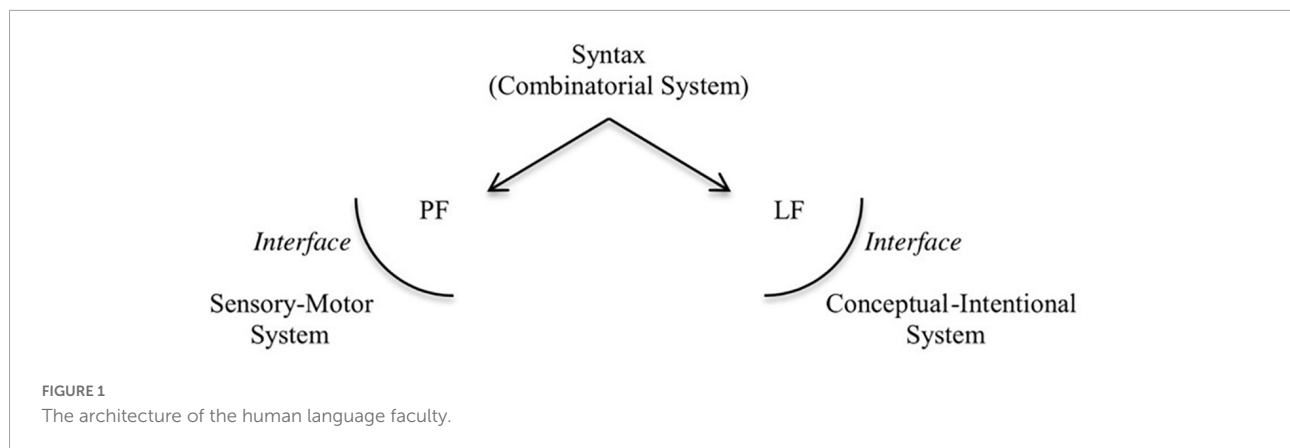 Syntax
(Combinatorial System)
PF
LF
Interface
Interface
Sensory-Motor
System
Conceptual-Intentional
System
FIGURE 1
The architecture of the human language faculty.